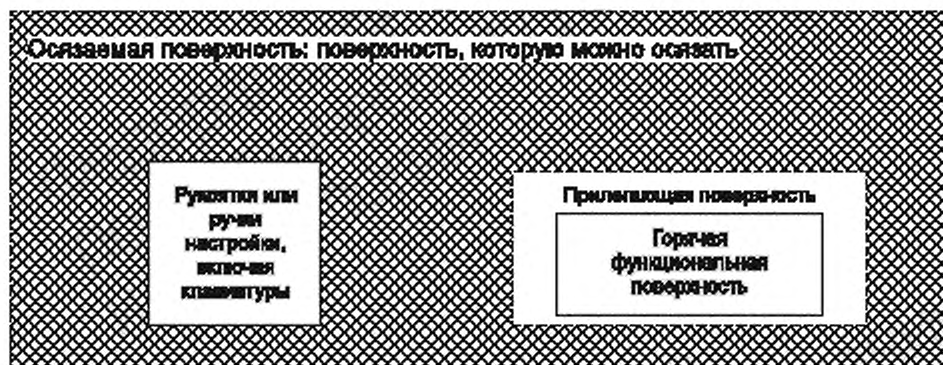 Осязаемая поверхность: поверхность, которую можно осязать
Рукоятки или
ручки
настройки,
включая
клавиатуры
Прилегающая поверхность
Горячая
функциональная
поверхность